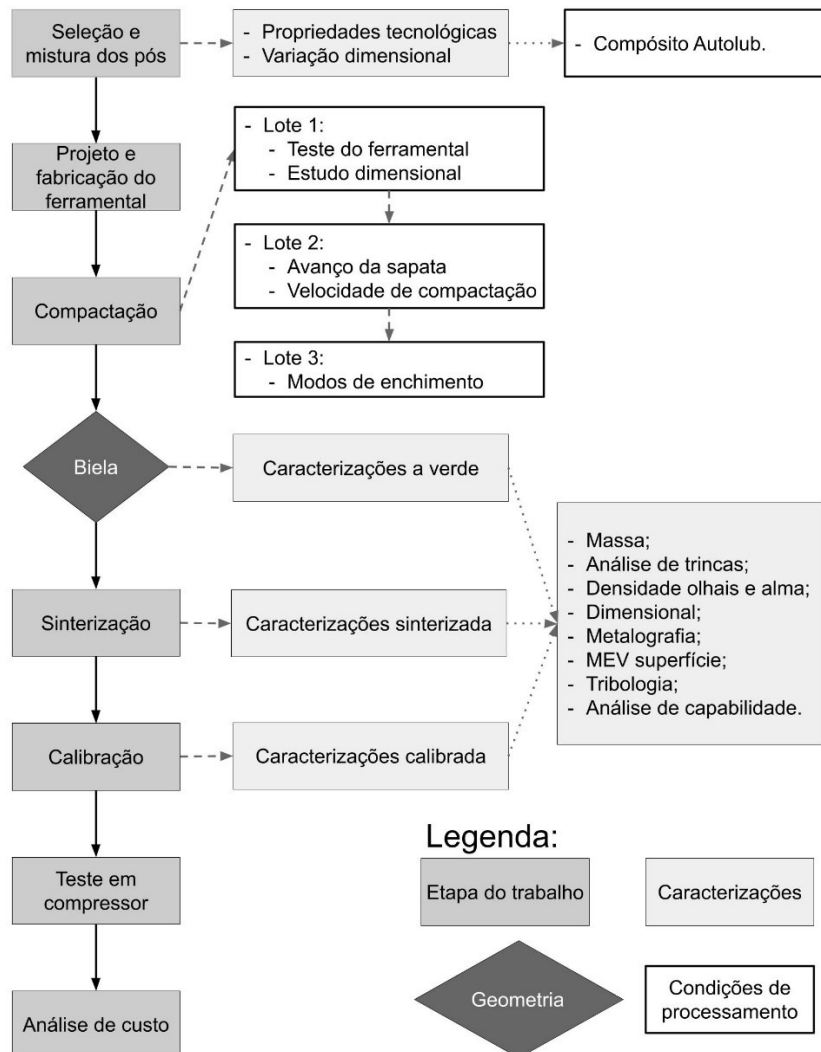 Seleção e
mistura dos pós
- Propriedades tecnológicas
- Variação dimensional
- Compósito Autolub.
Projeto e
fabricação do
ferramental
- Lote 1:
- Teste do ferramental
- Estudo dimensional
Compactação
- Lote 2:
- Avanço da sapata
- Velocidade de compactação
- Lote 3:
- Modos de enchimento
Biela
Caracterizações a verde
Sinterização
Caracterizações sinterizada
- Massa;
- Análise de trincas;
- Densidade olhais e alma;
- Dimensional;
- Metalografia;
- MEV superfície;
- Tribologia;
- Análise de capabilidade.
Calibração
Caracterizações calibrada
Teste em
compressor
Análise de custo
Legenda:
Etapa do trabalho
Caracterizações
Geometria
Condições de
processamento